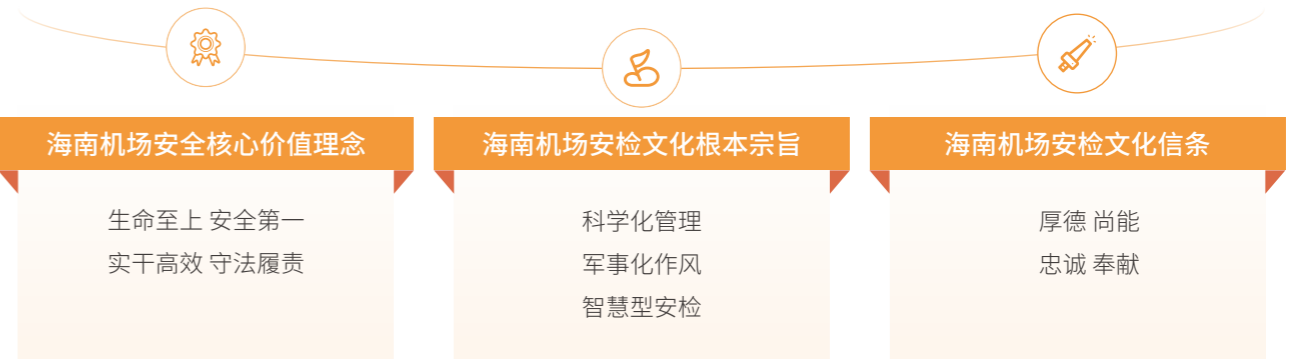 海南机场安全核心价值理念
生命至上 安全第一
实干高效 守法履责
海南机场安检文化根本宗旨
科学化管理
军事化作风
智慧型安检
海南机场安检文化信条
厚德 尚能
忠诚 奉献